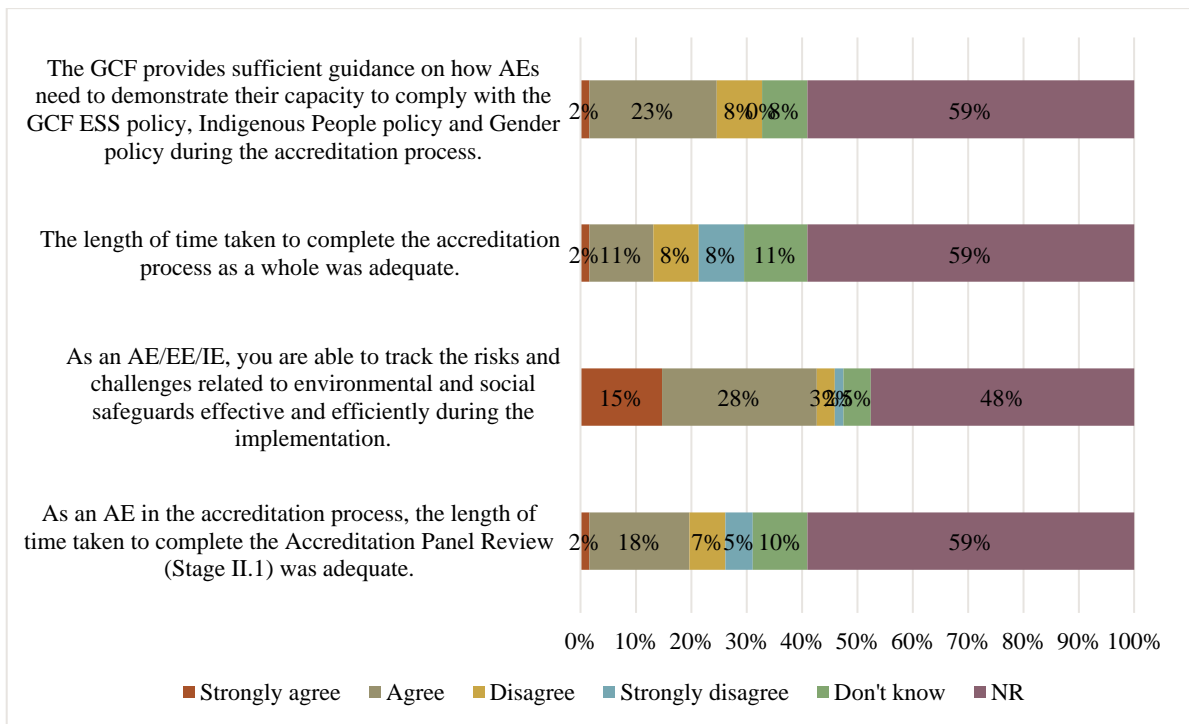 The GCF provides sufficient guidance on how AEs
need to demonstrate their capacity to comply with the
GCF ESS policy, Indigenous People policy and Gender
policy during the accreditation process.
2% 23% 8% 0% 8% 59%
The length of time taken to complete the accreditation
process as a whole was adequate.
2% 11% 8% 8% 11% 59%
As an AE/EE/IE, you are able to track the risks and
challenges related to environmental and social
safeguards effective and efficiently during the
implementation.
15% 28% 3% 2% 5% 48%
As an AE in the accreditation process, the length of
time taken to complete the Accreditation Panel Review
(Stage II.1) was adequate.
2% 18% 7% 5% 10% 59%
0% 10% 20% 30% 40% 50% 60% 70% 80% 90% 100%
Strongly agree Agree Disagree Strongly disagree Don't know NR